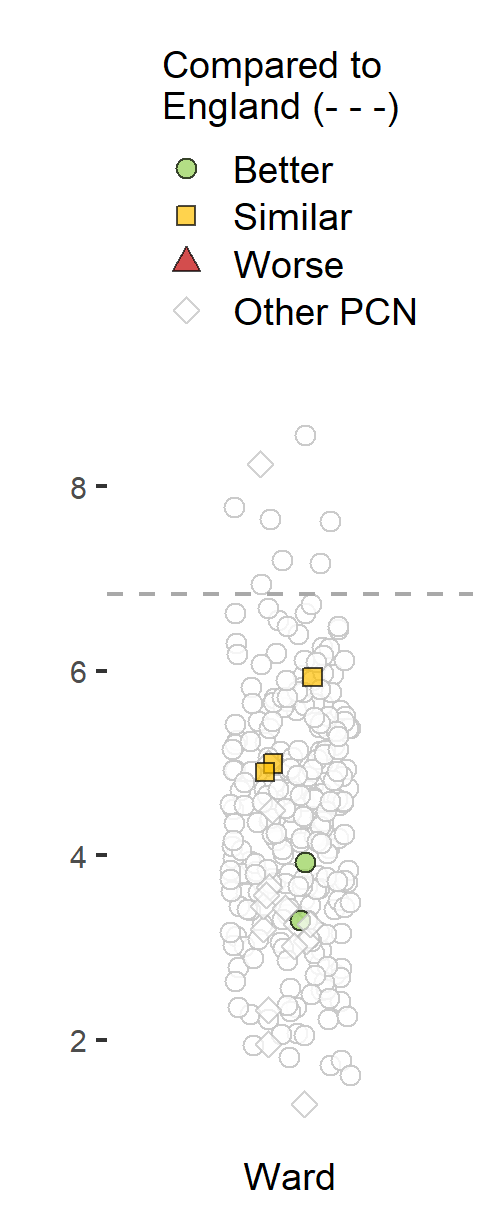 Compared to
England (- - -)
Better
Similar
Worse
Other PCN
8
6
4
2
Ward